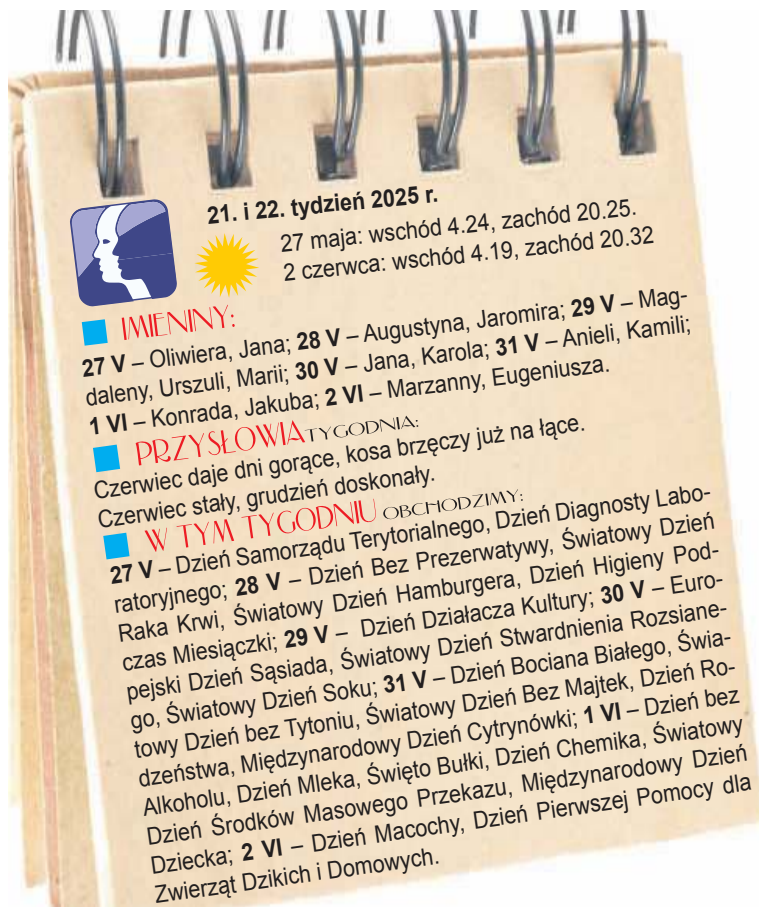 21. i 22. tydzień 2025 r.
27 maja: wschód 4.24, zachód 20.25.
2 czerwca: wschód 4.19, zachód 20.32
IMIENINY:
27 V – Oliwiera, Jana; 28 V – Augustyna, Jaromira; 29 V – Mag-
daleny, Urszuli, Marii; 30 V – Jana, Karola; 31 V – Anieli, Kamili;
1 VI – Konrada, Jakuba; 2 VI – Marzanny, Eugeniusza.
PRZYSŁOWIA TYGODNIA:
Czerwiec daje dni gorące, kosa brzęczy już na łące.
Czerwiec stały, grudzień doskonały.
W TYM TYGODNIU OBCHODZIMY:
27 V – Dzień Samorządu Terytorialnego, Dzień Diagnosty Labo-
ratoryjnego; 28 V – Dzień Bez Prezerwatywy, Światowy Dzień
Raka Krwi, Światowy Dzień Hamburgera, Dzień Higieny Pod-
czas Miesiączki; 29 V – Dzień Działacza Kultury; 30 V – Euro-
pejski Dzień Sąsiada, Światowy Dzień Stwardnienia Rozsiane-
go, Światowy Dzień Soku; 31 V – Dzień Bociana Białego, Świa-
towy Dzień bez Tytoniu, Światowy Dzień Bez Majtek, Dzień Ro-
dzeństwa, Międzynarodowy Dzień Cytrynówki; 1 VI – Dzień bez
Alkoholu, Dzień Mleka, Święto Bułki, Dzień Chemika, Światowy
Dzień Środków Masowego Przekazu, Międzynarodowy Dzień
Dziecka; 2 VI – Dzień Macochy, Dzień Pierwszej Pomocy dla
Zwierząt Dzikich i Domowych.